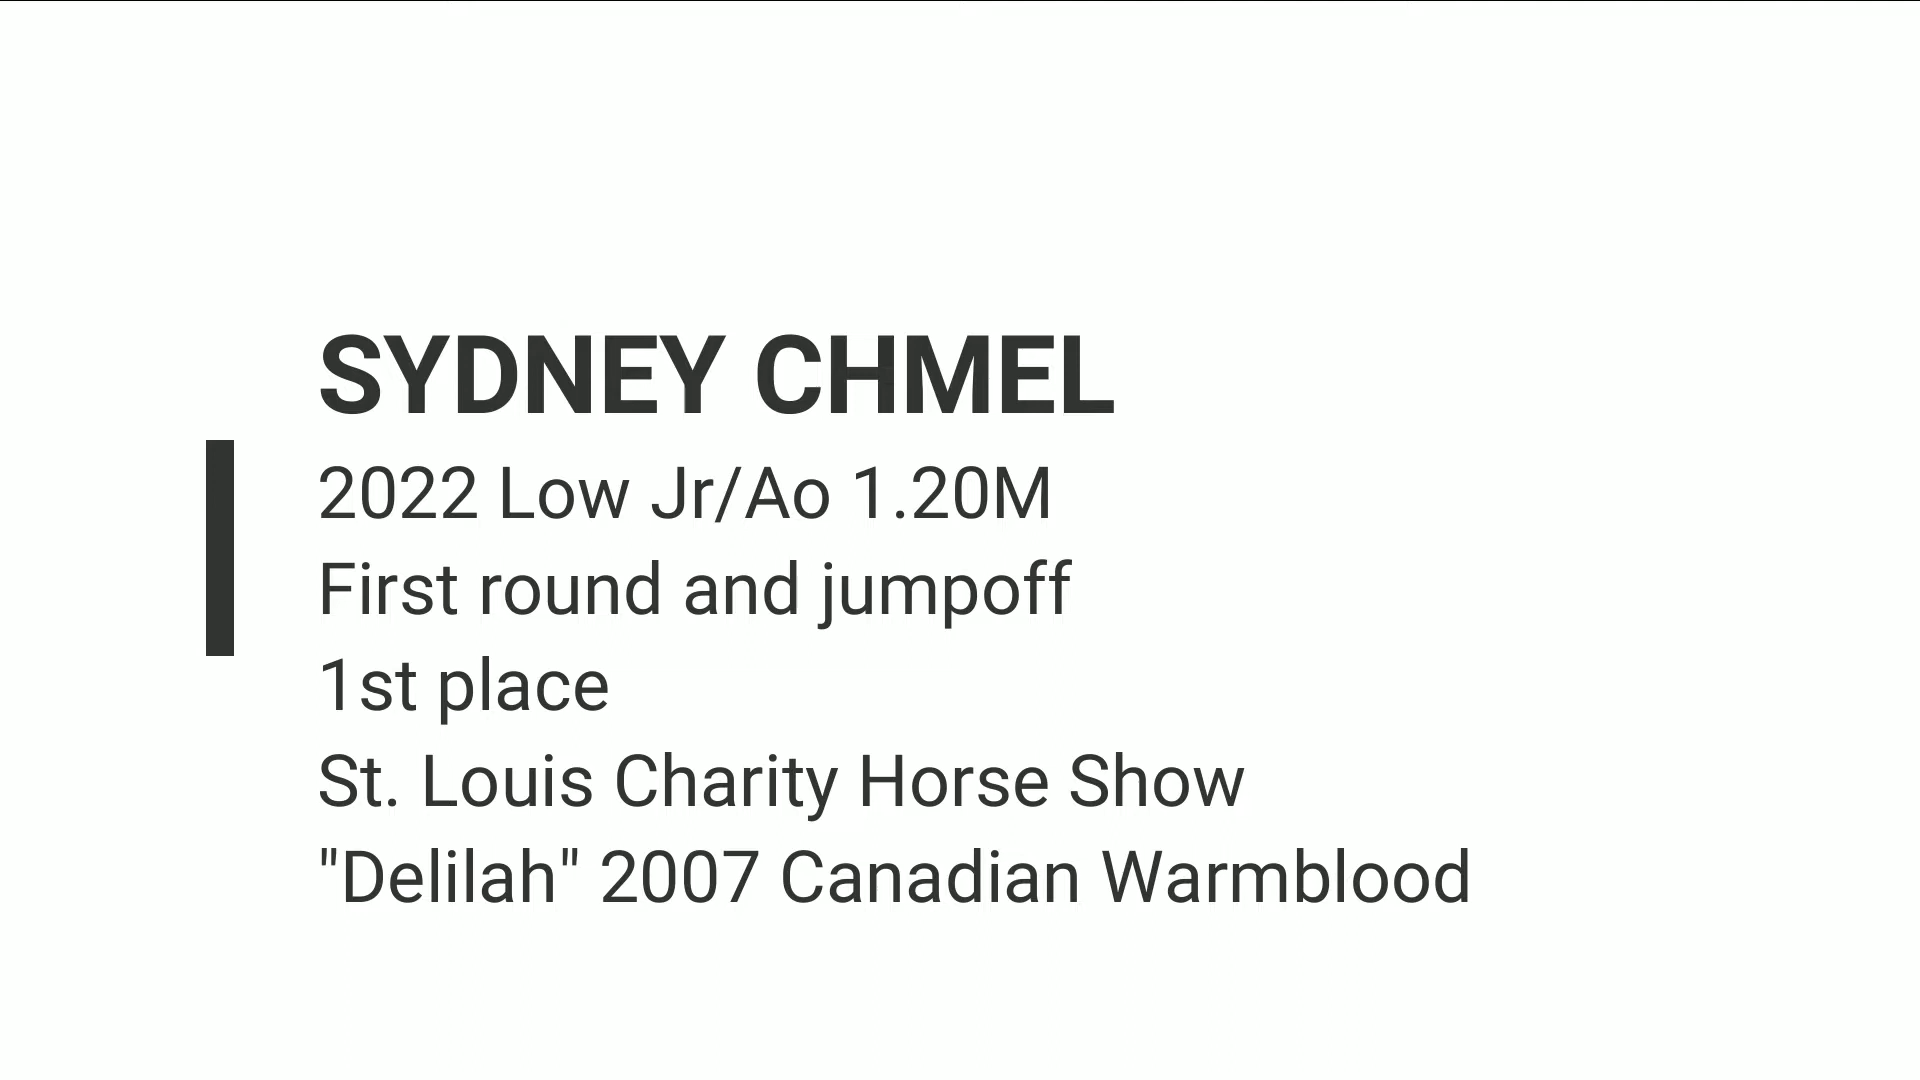 SYDNEY CHMEL
2022 Low Jr/Ao 1.20M
First round and jumpoff
1st place
St. Louis Charity Horse Show
"Delilah" 2007 Canadian Warmblood